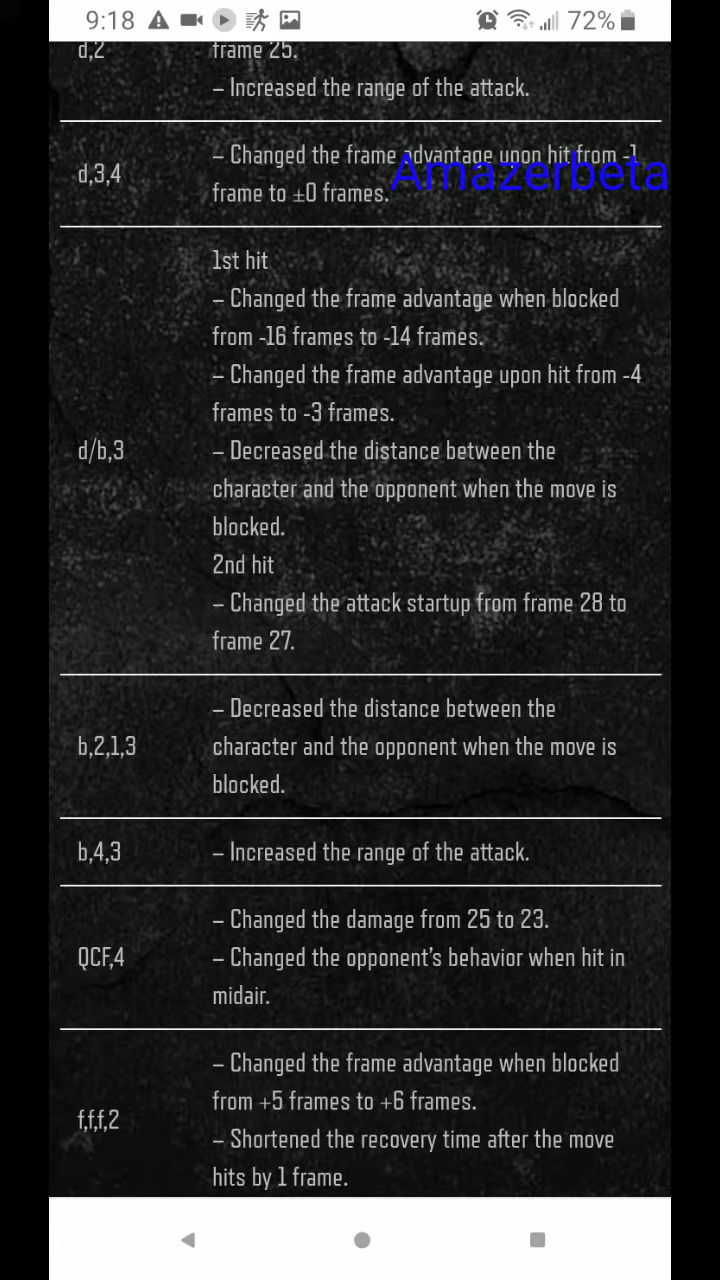 9:18 72%
d,2
frame 25.
– Increased the range of the attack.
d,3,4
– Changed the frame advantage upon hit from -1
frame to ±0 frames.
Amazerbeta
d/b,3
1st hit
– Changed the frame advantage when blocked
from -16 frames to -14 frames.
– Changed the frame advantage upon hit from -4
frames to -3 frames.
– Decreased the distance between the
character and the opponent when the move is
blocked.
2nd hit
– Changed the attack startup from frame 28 to
frame 27.
b,2,1,3
– Decreased the distance between the
character and the opponent when the move is
blocked.
b,4,3
– Increased the range of the attack.
QCF,4
– Changed the damage from 25 to 23.
– Changed the opponent’s behavior when hit in
midair.
f,f,f,2
– Changed the frame advantage when blocked
from +5 frames to +6 frames.
– Shortened the recovery time after the move
hits by 1 frame.